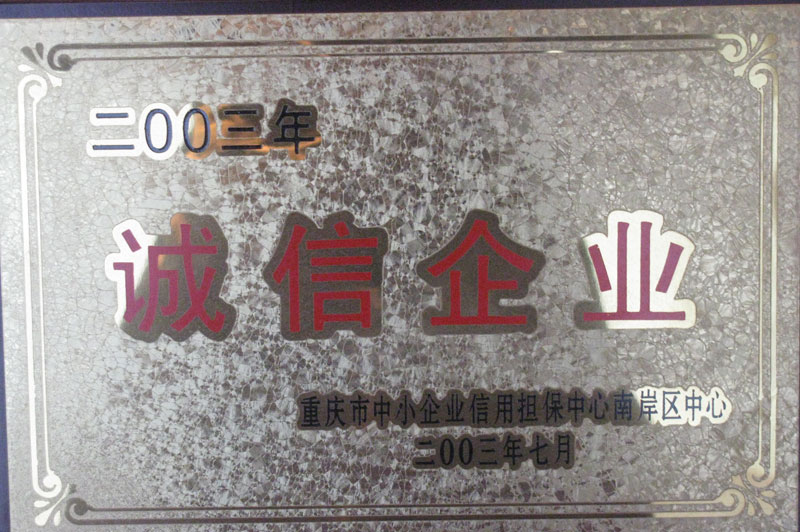 二00三年
诚信企业
重庆市中小企业信用担保中心南岸区中心
二00三年七月